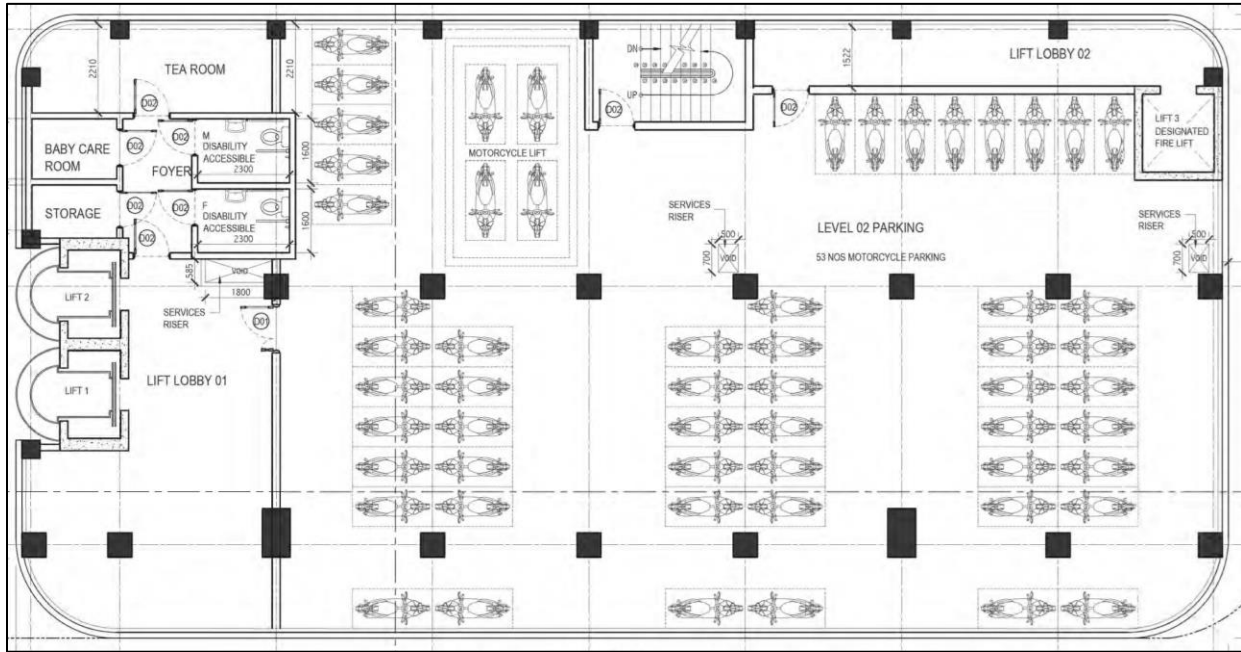 2210
TEA ROOM
2210
DN
UP
1522
LIFT LOBBY 02
D02
D02
D02
LIFT 3
DESIGNATED
FIRE LIFT
BABY CARE
ROOM
D02
D02
M
DISABILITY
ACCESSIBLE
2300
1600
FOYER
MOTORCYCLE LIFT
STORAGE
D02
D02
F
DISABILITY
ACCESSIBLE
2300
1600
D02
SERVICES
RISER
500
700
VOID
LEVEL 02 PARKING
53 NOS MOTORCYCLE PARKING
SERVICES
RISER
500
700
VOID
585
VOID
1800
SERVICES
RISER
D01
LIFT 2
LIFT 1
LIFT LOBBY 01